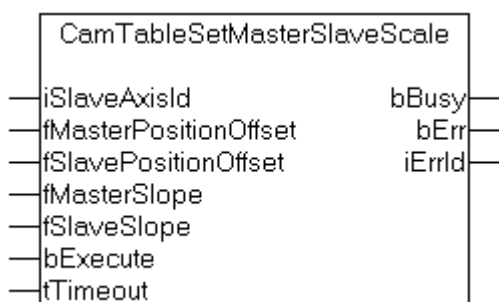 CamTableSetMasterSlaveScale
iSlaveAxisId bBusy
fMasterPositionOffset bErr
fSlavePositionOffset iErrId
fMasterSlope
fSlaveSlope
bExecute
tTimeout